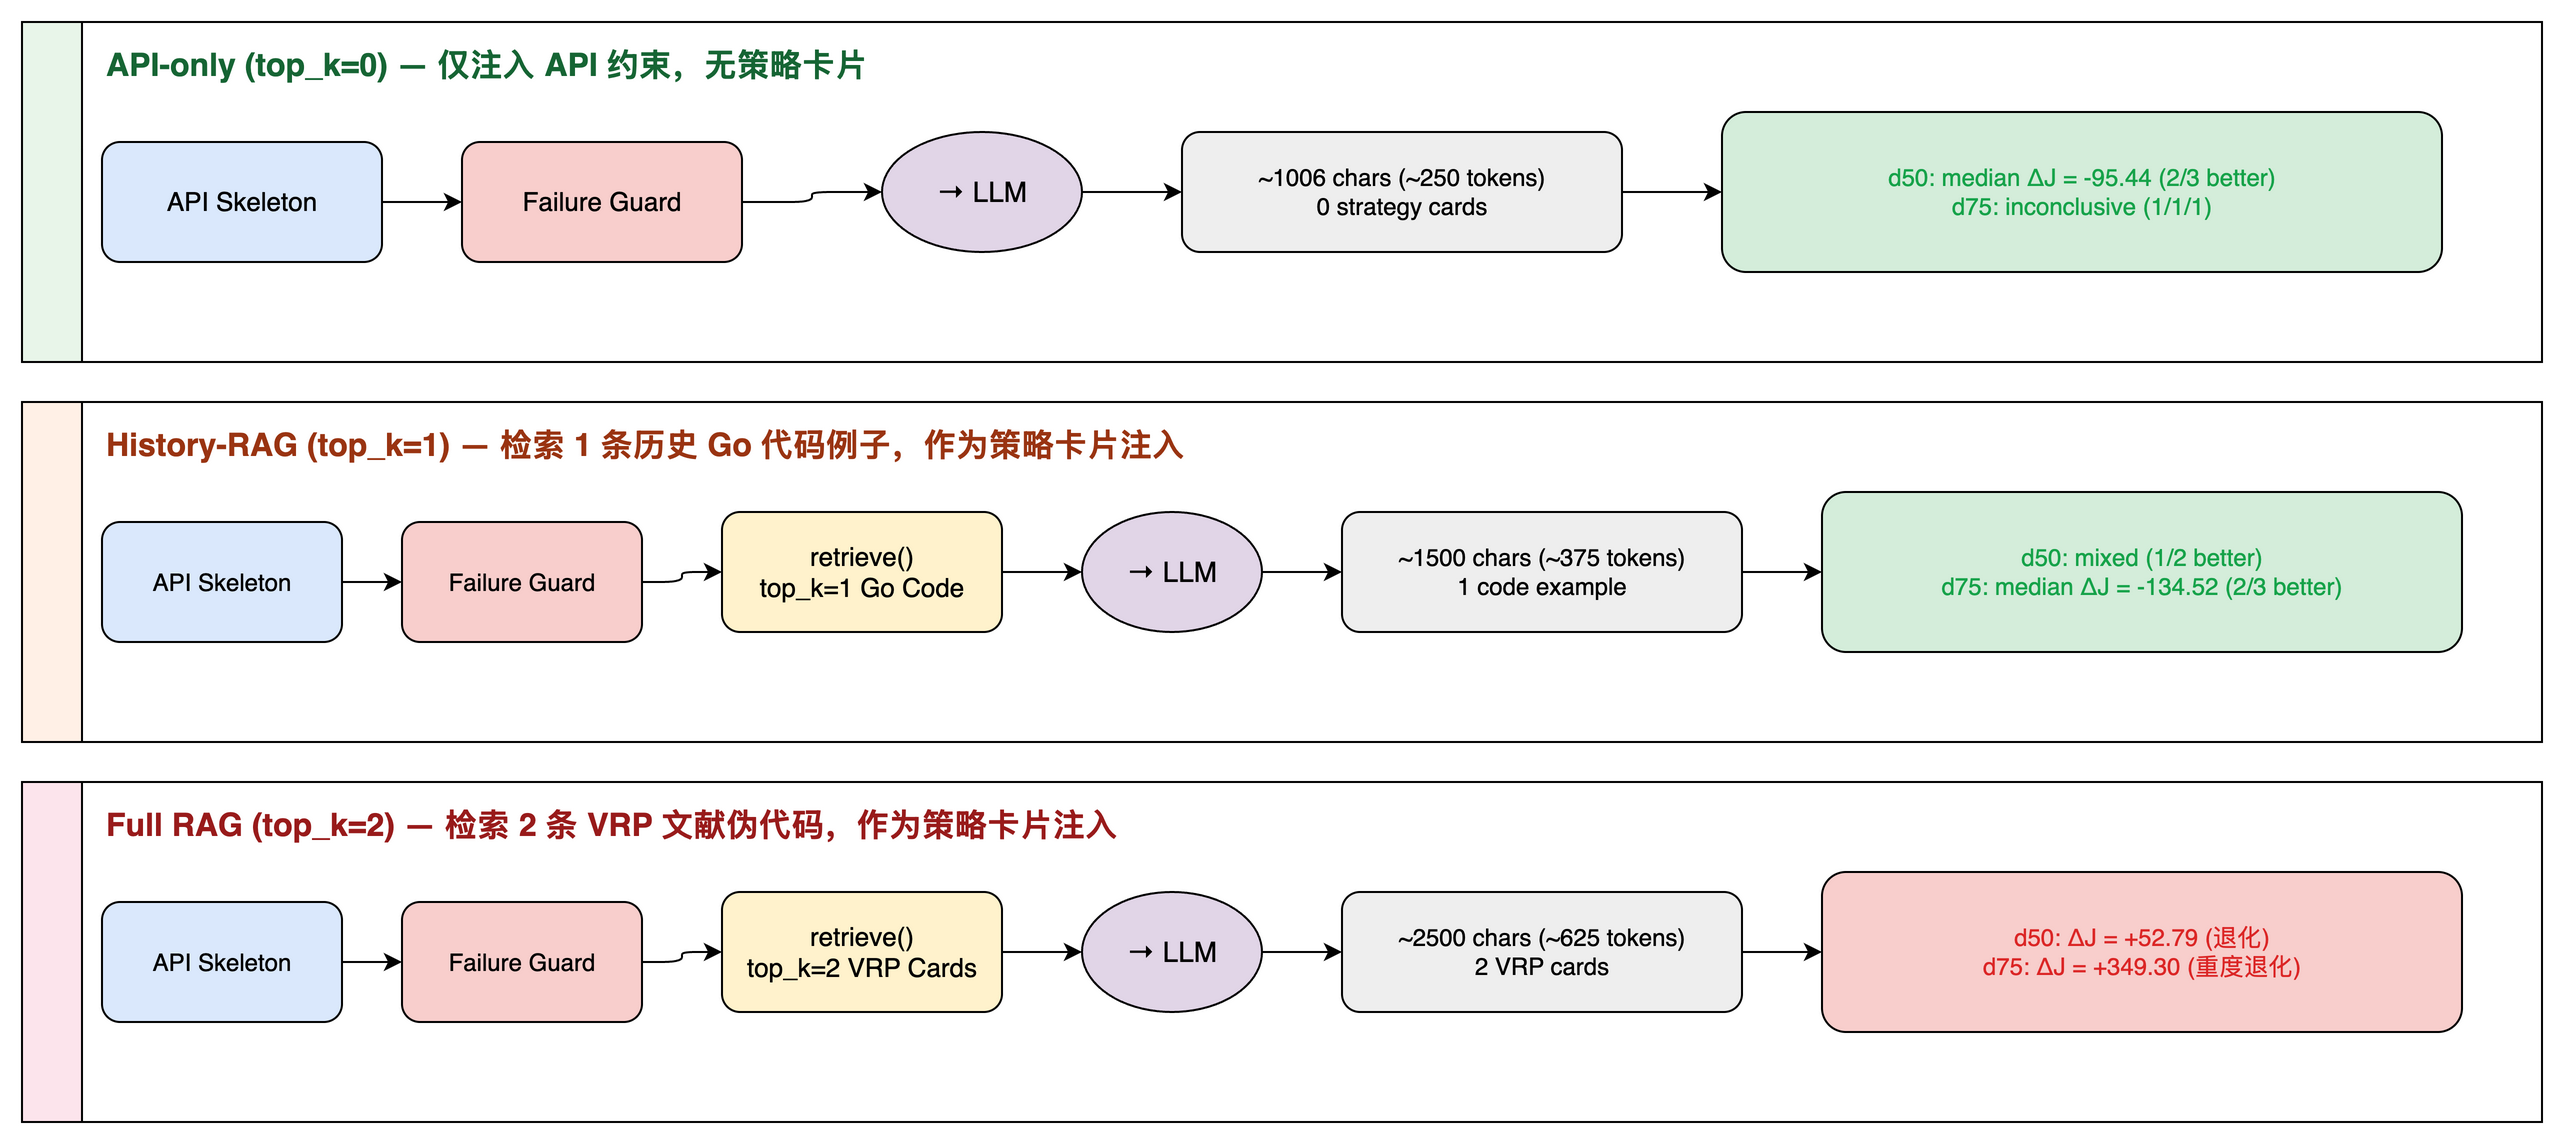 API-only (top_k=0) — 仅注入 API 约束，无策略卡片
API Skeleton
Failure Guard
→ LLM
~1006 chars (~250 tokens)
0 strategy cards
d50: median ΔJ = -95.44 (2/3 better)
d75: inconclusive (1/1/1)
History-RAG (top_k=1) — 检索 1 条历史 Go 代码例子，作为策略卡片注入
API Skeleton
Failure Guard
retrieve()
top_k=1 Go Code
→ LLM
~1500 chars (~375 tokens)
1 code example
d50: mixed (1/2 better)
d75: median ΔJ = -134.52 (2/3 better)
Full RAG (top_k=2) — 检索 2 条 VRP 文献伪代码，作为策略卡片注入
API Skeleton
Failure Guard
retrieve()
top_k=2 VRP Cards
→ LLM
~2500 chars (~625 tokens)
2 VRP cards
d50: ΔJ = +52.79 (退化)
d75: ΔJ = +349.30 (重度退化)